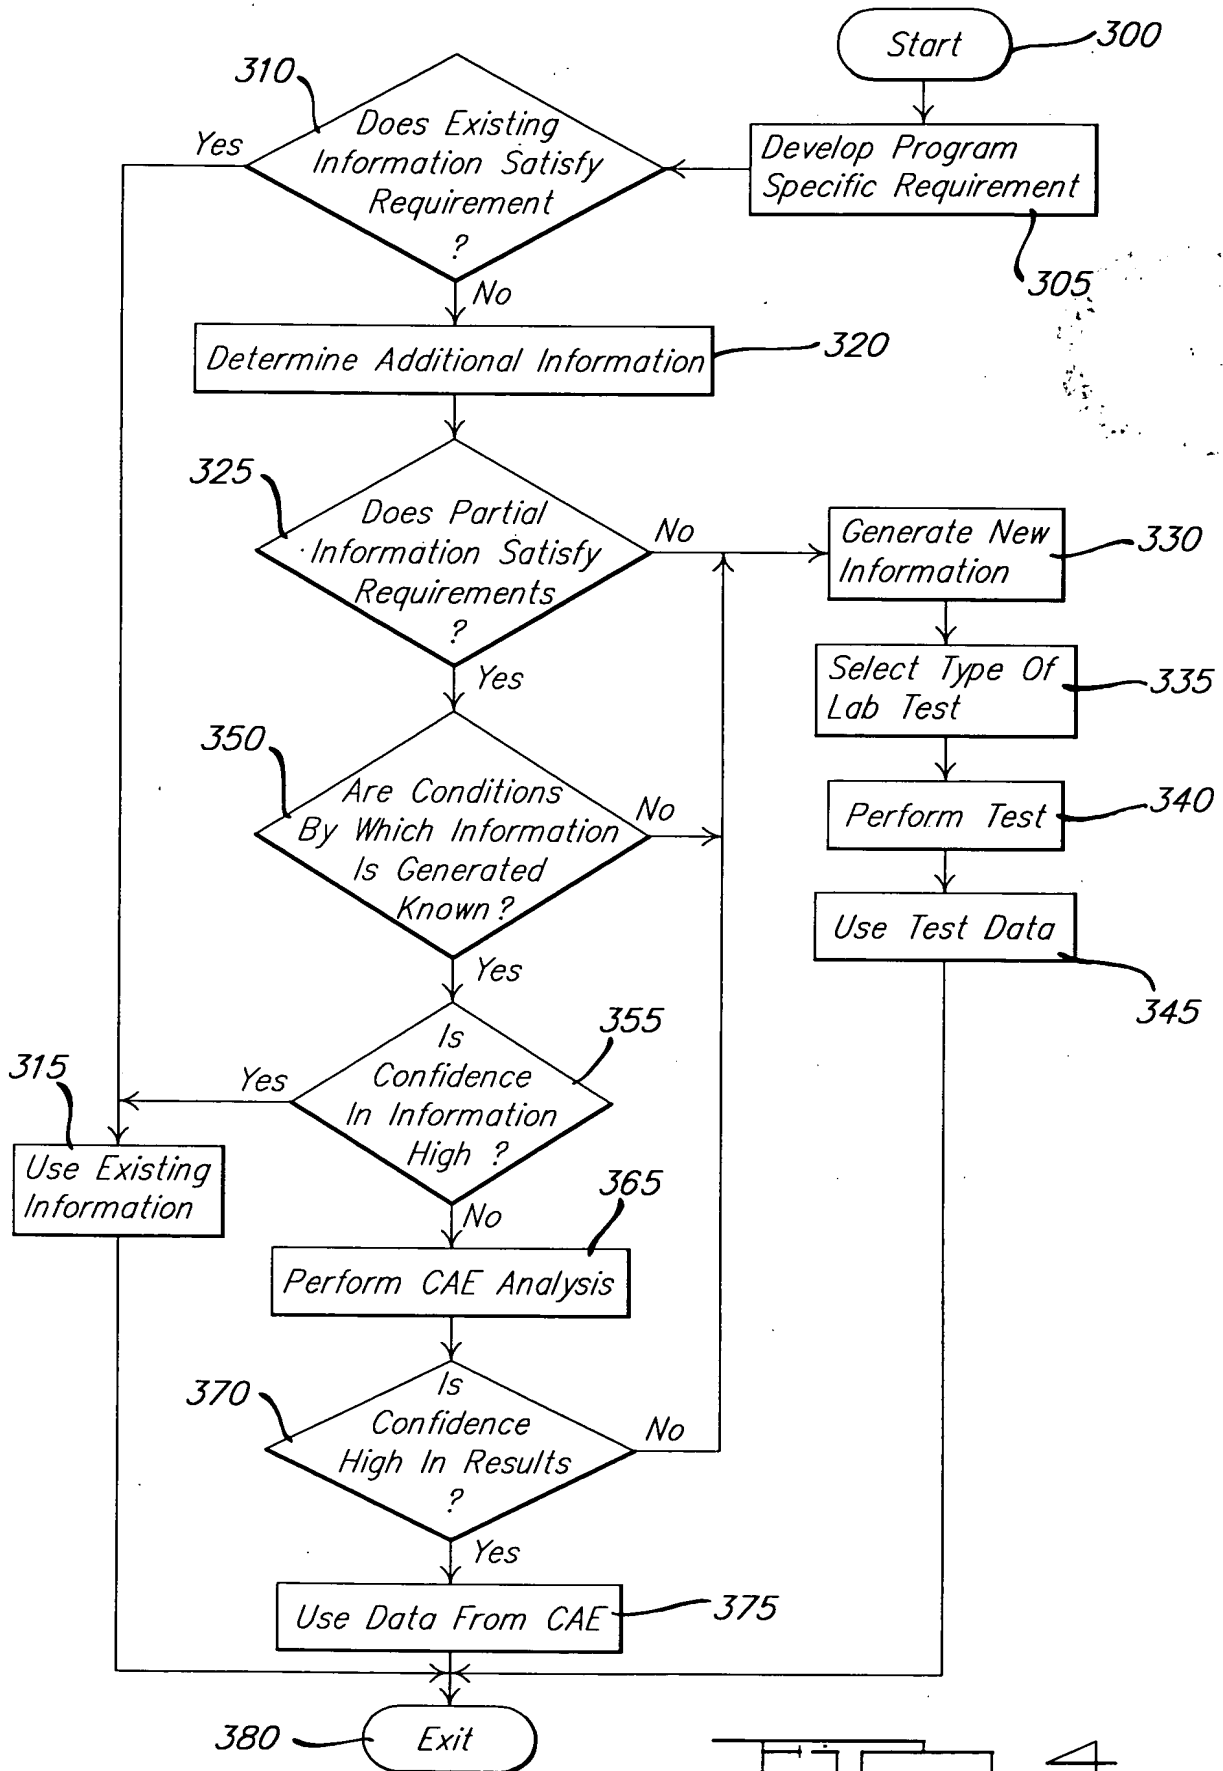 Start
300
310
Does Existing
Information Satisfy
Requirement
?
Yes
Develop Program
Specific Requirement
305
No
Determine Additional Information
320
325
Does Partial
Information Satisfy
Requirements
?
No
Generate New
Information
330
Yes
Select Type Of
Lab Test
335
350
Are Conditions
By Which Information
Is Generated
Known?
No
Perform Test
340
Use Test Data
345
Yes
355
Is
Confidence
In Information
High ?
Yes
315
Use Existing
Information
No
365
Perform CAE Analysis
370
Is
Confidence
High In Results
?
No
Yes
Use Data From CAE
375
380
Exit